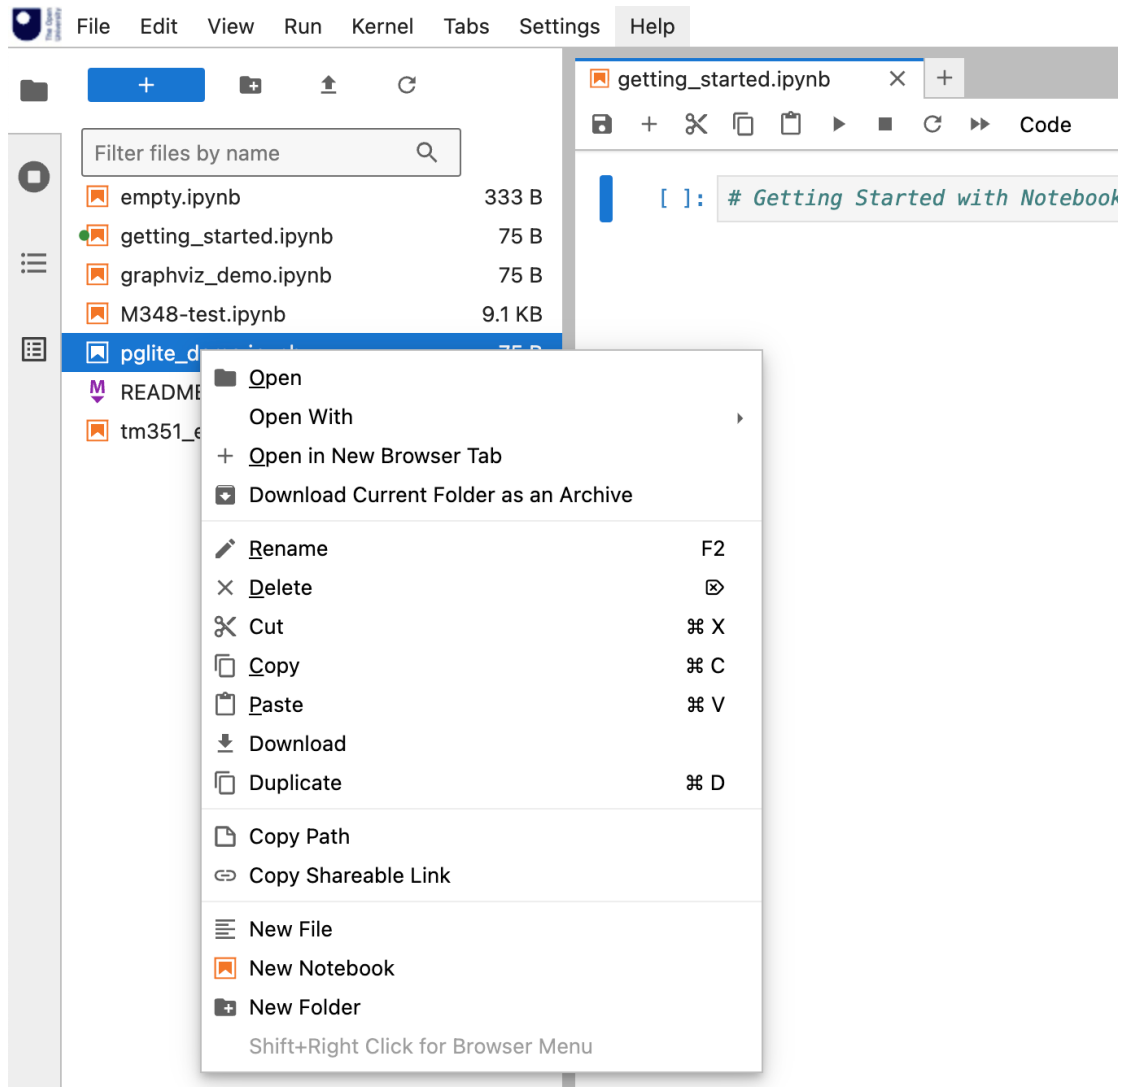 The Open
University
File Edit View Run Kernel Tabs Settings Help
getting_started.ipynb
Code
Filter files by name
empty.ipynb 333 B
getting_started.ipynb 75 B
graphviz_demo.ipynb 75 B
M348-test.ipynb 9.1 KB
[ ]: # Getting Started with Notebook
Open
Open With
Open in New Browser Tab
Download Current Folder as an Archive
Rename F2
Delete ⌦
Cut ⌘ X
Copy ⌘ C
Paste ⌘ V
Download
Duplicate ⌘ D
Copy Path
Copy Shareable Link
New File
New Notebook
New Folder
Shift+Right Click for Browser Menu